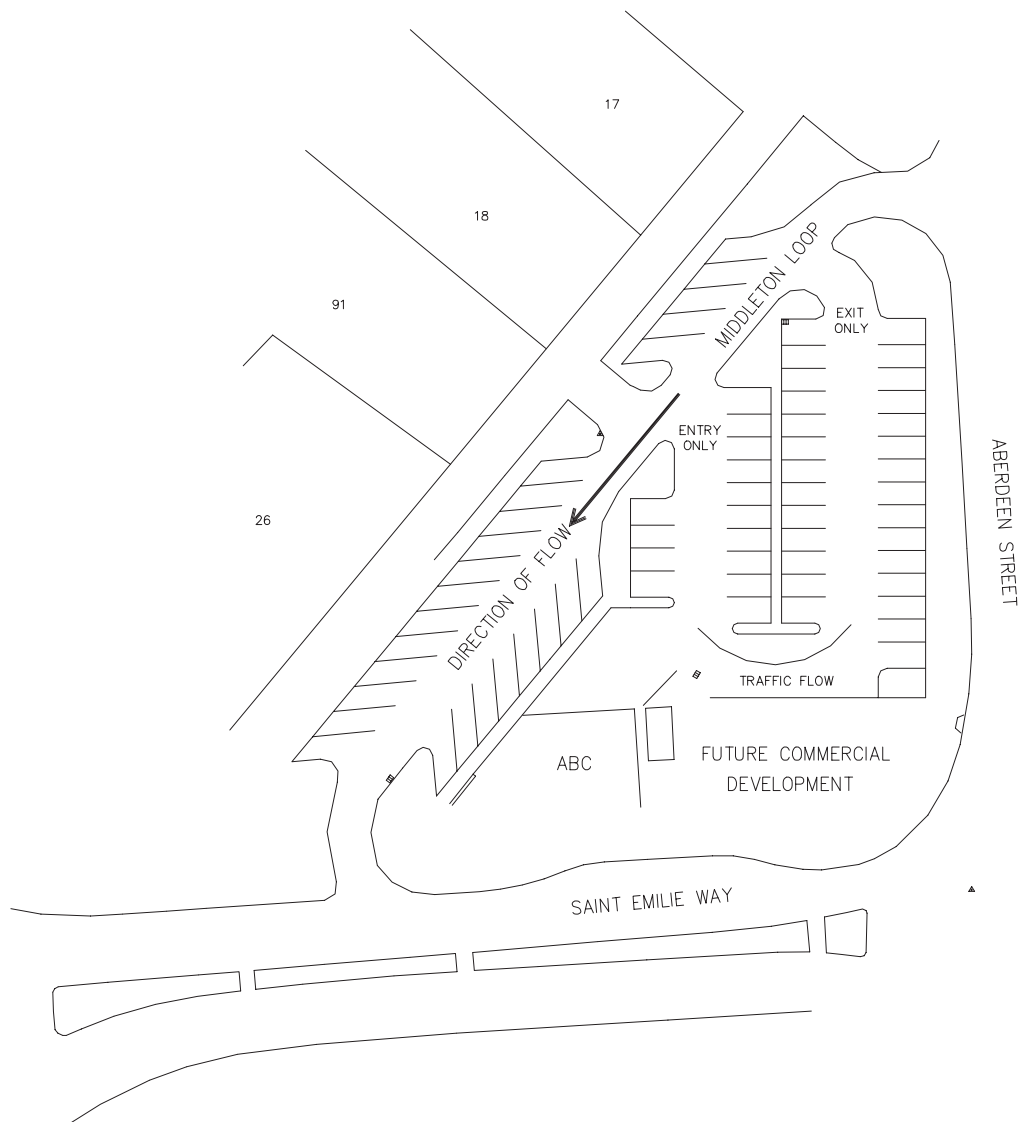 17
18
91
MIDDLETON LOOP
EXIT
ONLY
ENTRY
ONLY
26
ABERDEEN STREET
DIRECTION OF FLOW
TRAFFIC FLOW
ABC
FUTURE COMMERCIAL
DEVELOPMENT
SAINT EMILIE WAY